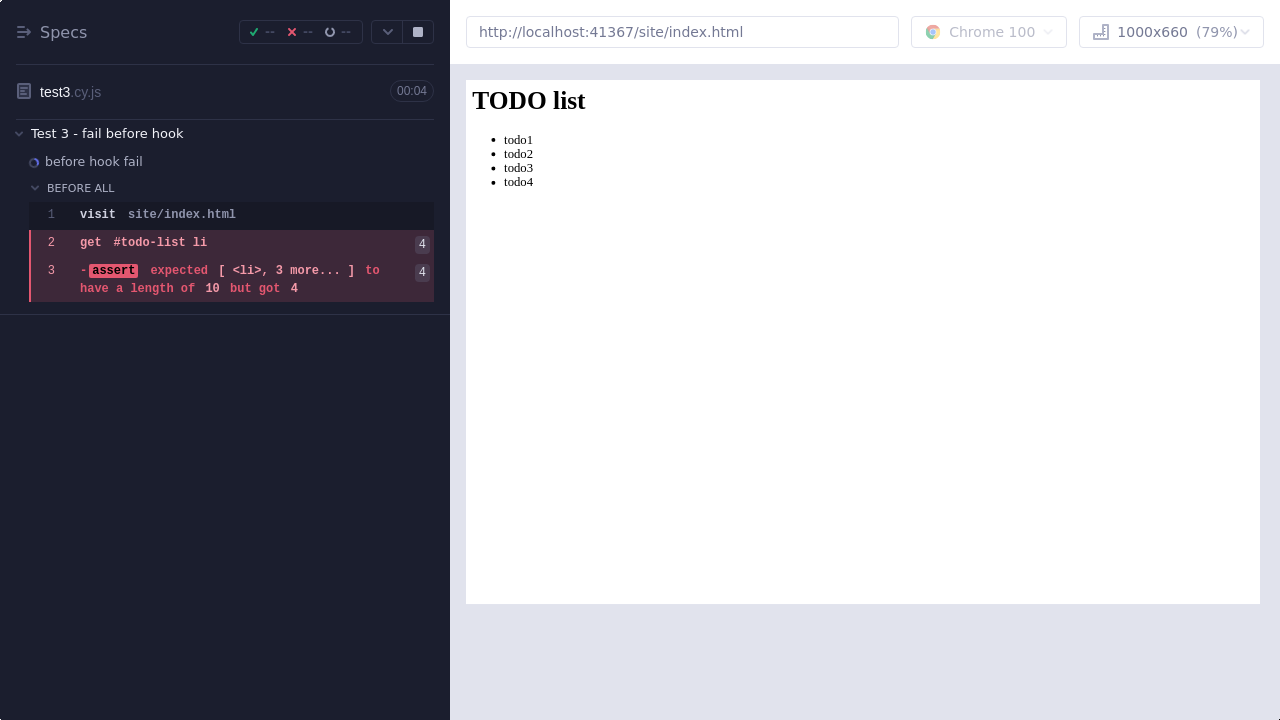 Specs
--
--
--
test3.cy.js
00:04
Test 3 - fail before hook
before hook fail
BEFORE ALL
1 visit site/index.html
2 get #todo-list li 4
3 -assert expected [ <li>, 3 more... ] to 4
have a length of 10 but got 4
http://localhost:41367/site/index.html
Chrome 100
1000x660 (79%)
TODO list
• todo1
• todo2
• todo3
• todo4